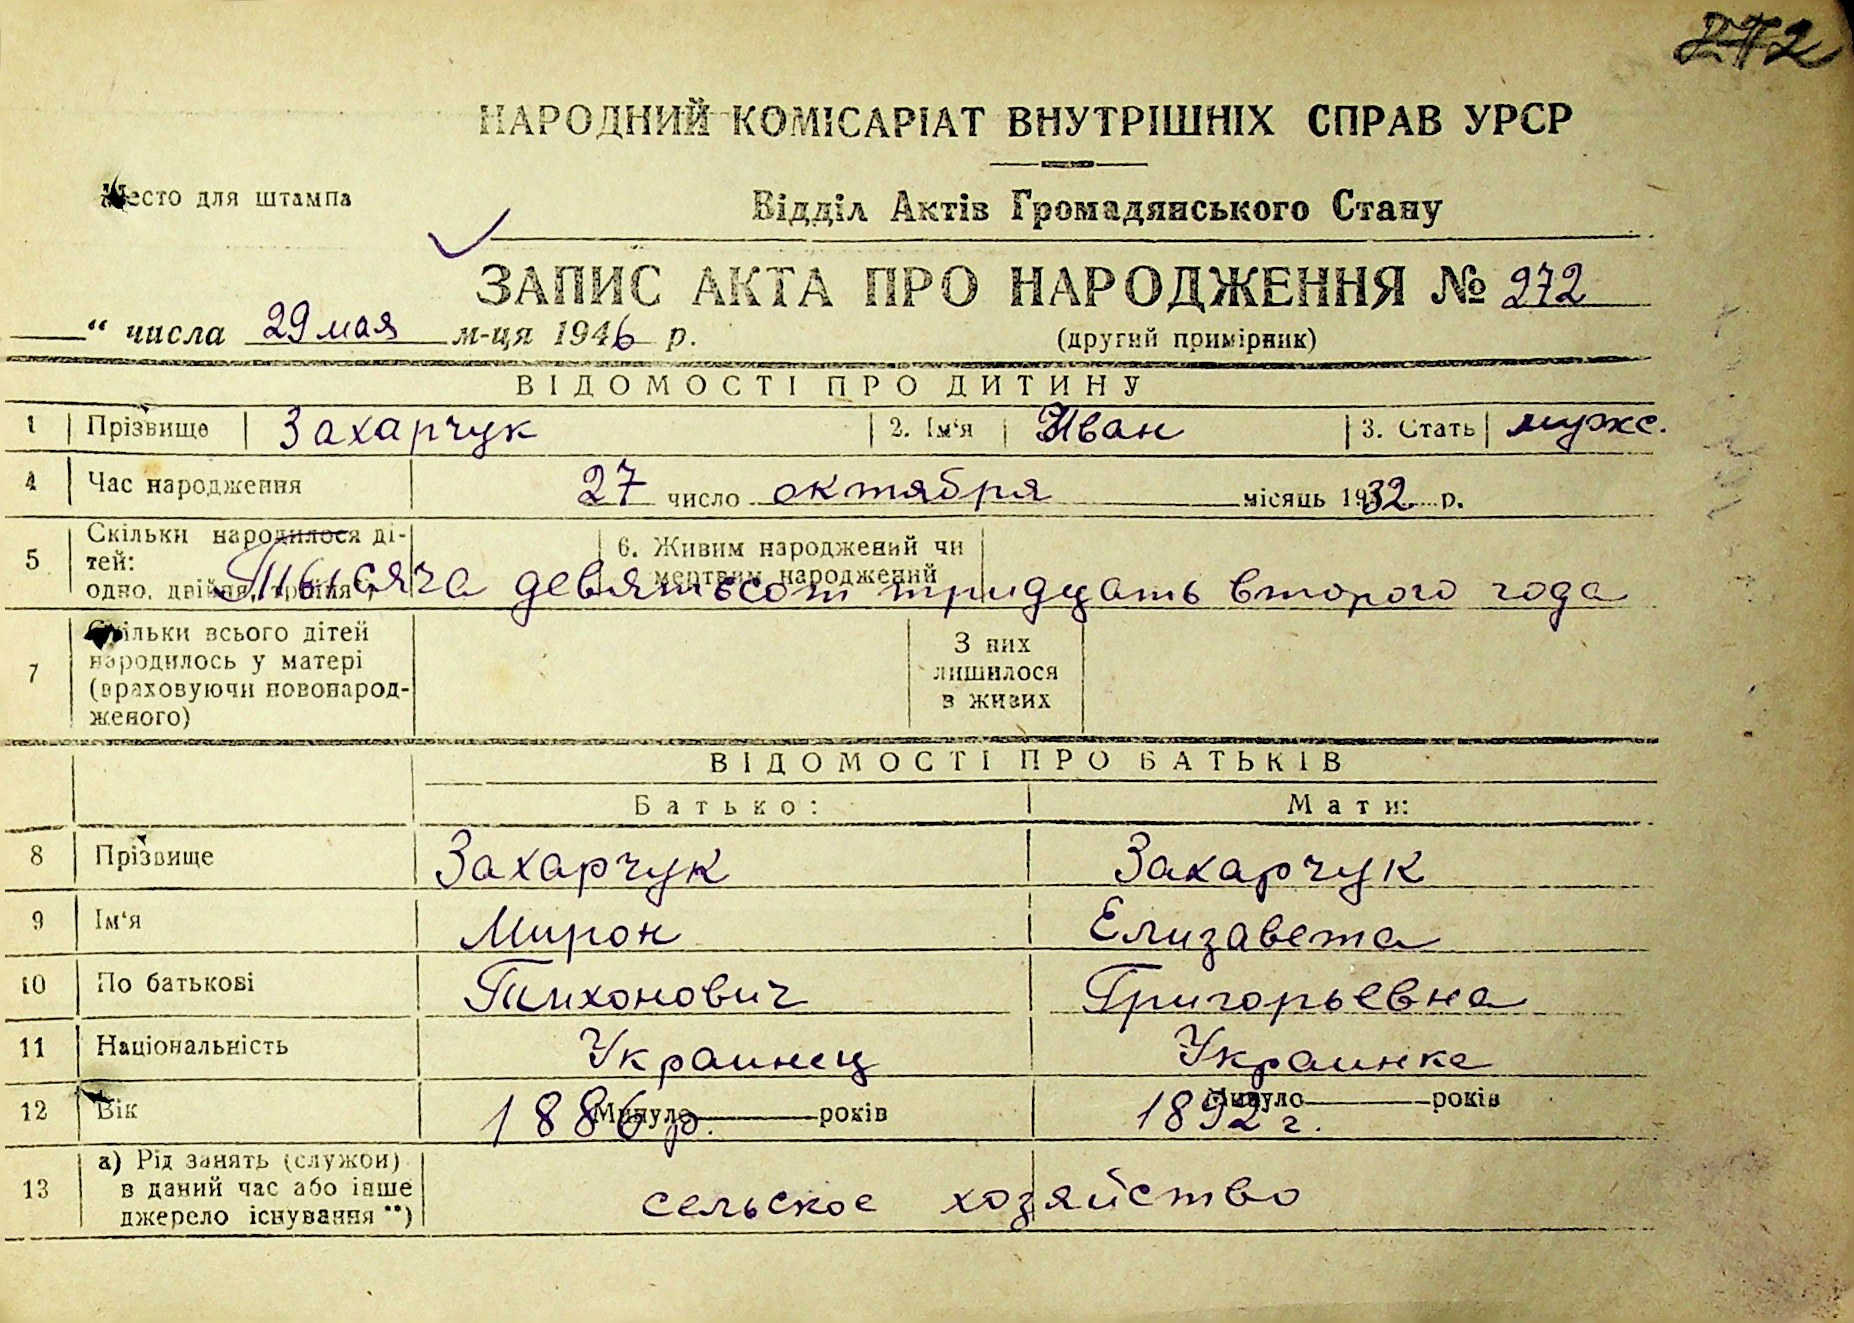 272
НАРОДНИЙ КОМІСАРІАТ ВНУТРІШНІХ СПРАВ УРСР
Место для штампа
Відділ Актів Громадянського Стану
ЗАПИС АКТА ПРО НАРОДЖЕННЯ № 272
“ числа 29 мая м-ця 1946 р.
(другий примірник)
ВІДОМОСТІ ПРО ДИТИНУ
1 Прізвище Захарчук 2. Ім‘я Иван 3. Стать мужс.
4 Час народження 27 число октября місяць 1932 р.
5 Скільки народилося ді-
тей:
одно, двійня, трійня
6. Живим народжений чи
мертвим народжений
Тысяча девятьсот тридцать второго года
7 Скільки всього дітей
народилось у матері
(враховуючи новонарод-
женого)
З них
лишилося
в живих
ВІДОМОСТІ ПРО БАТЬКІВ
Батько: Мати:
8 Прізвище Захарчук Захарчук
9 Ім‘я Мирон Елизавета
10 По батькові Тихонович Григорьевна
11 Національність Украинец Украинка
12 Вік Минуло 1886 р. років Минуло 1892 г. років
13 а) Рід занять (служби)
в даний час або інше
джерело існування **)
сельское хозяйство